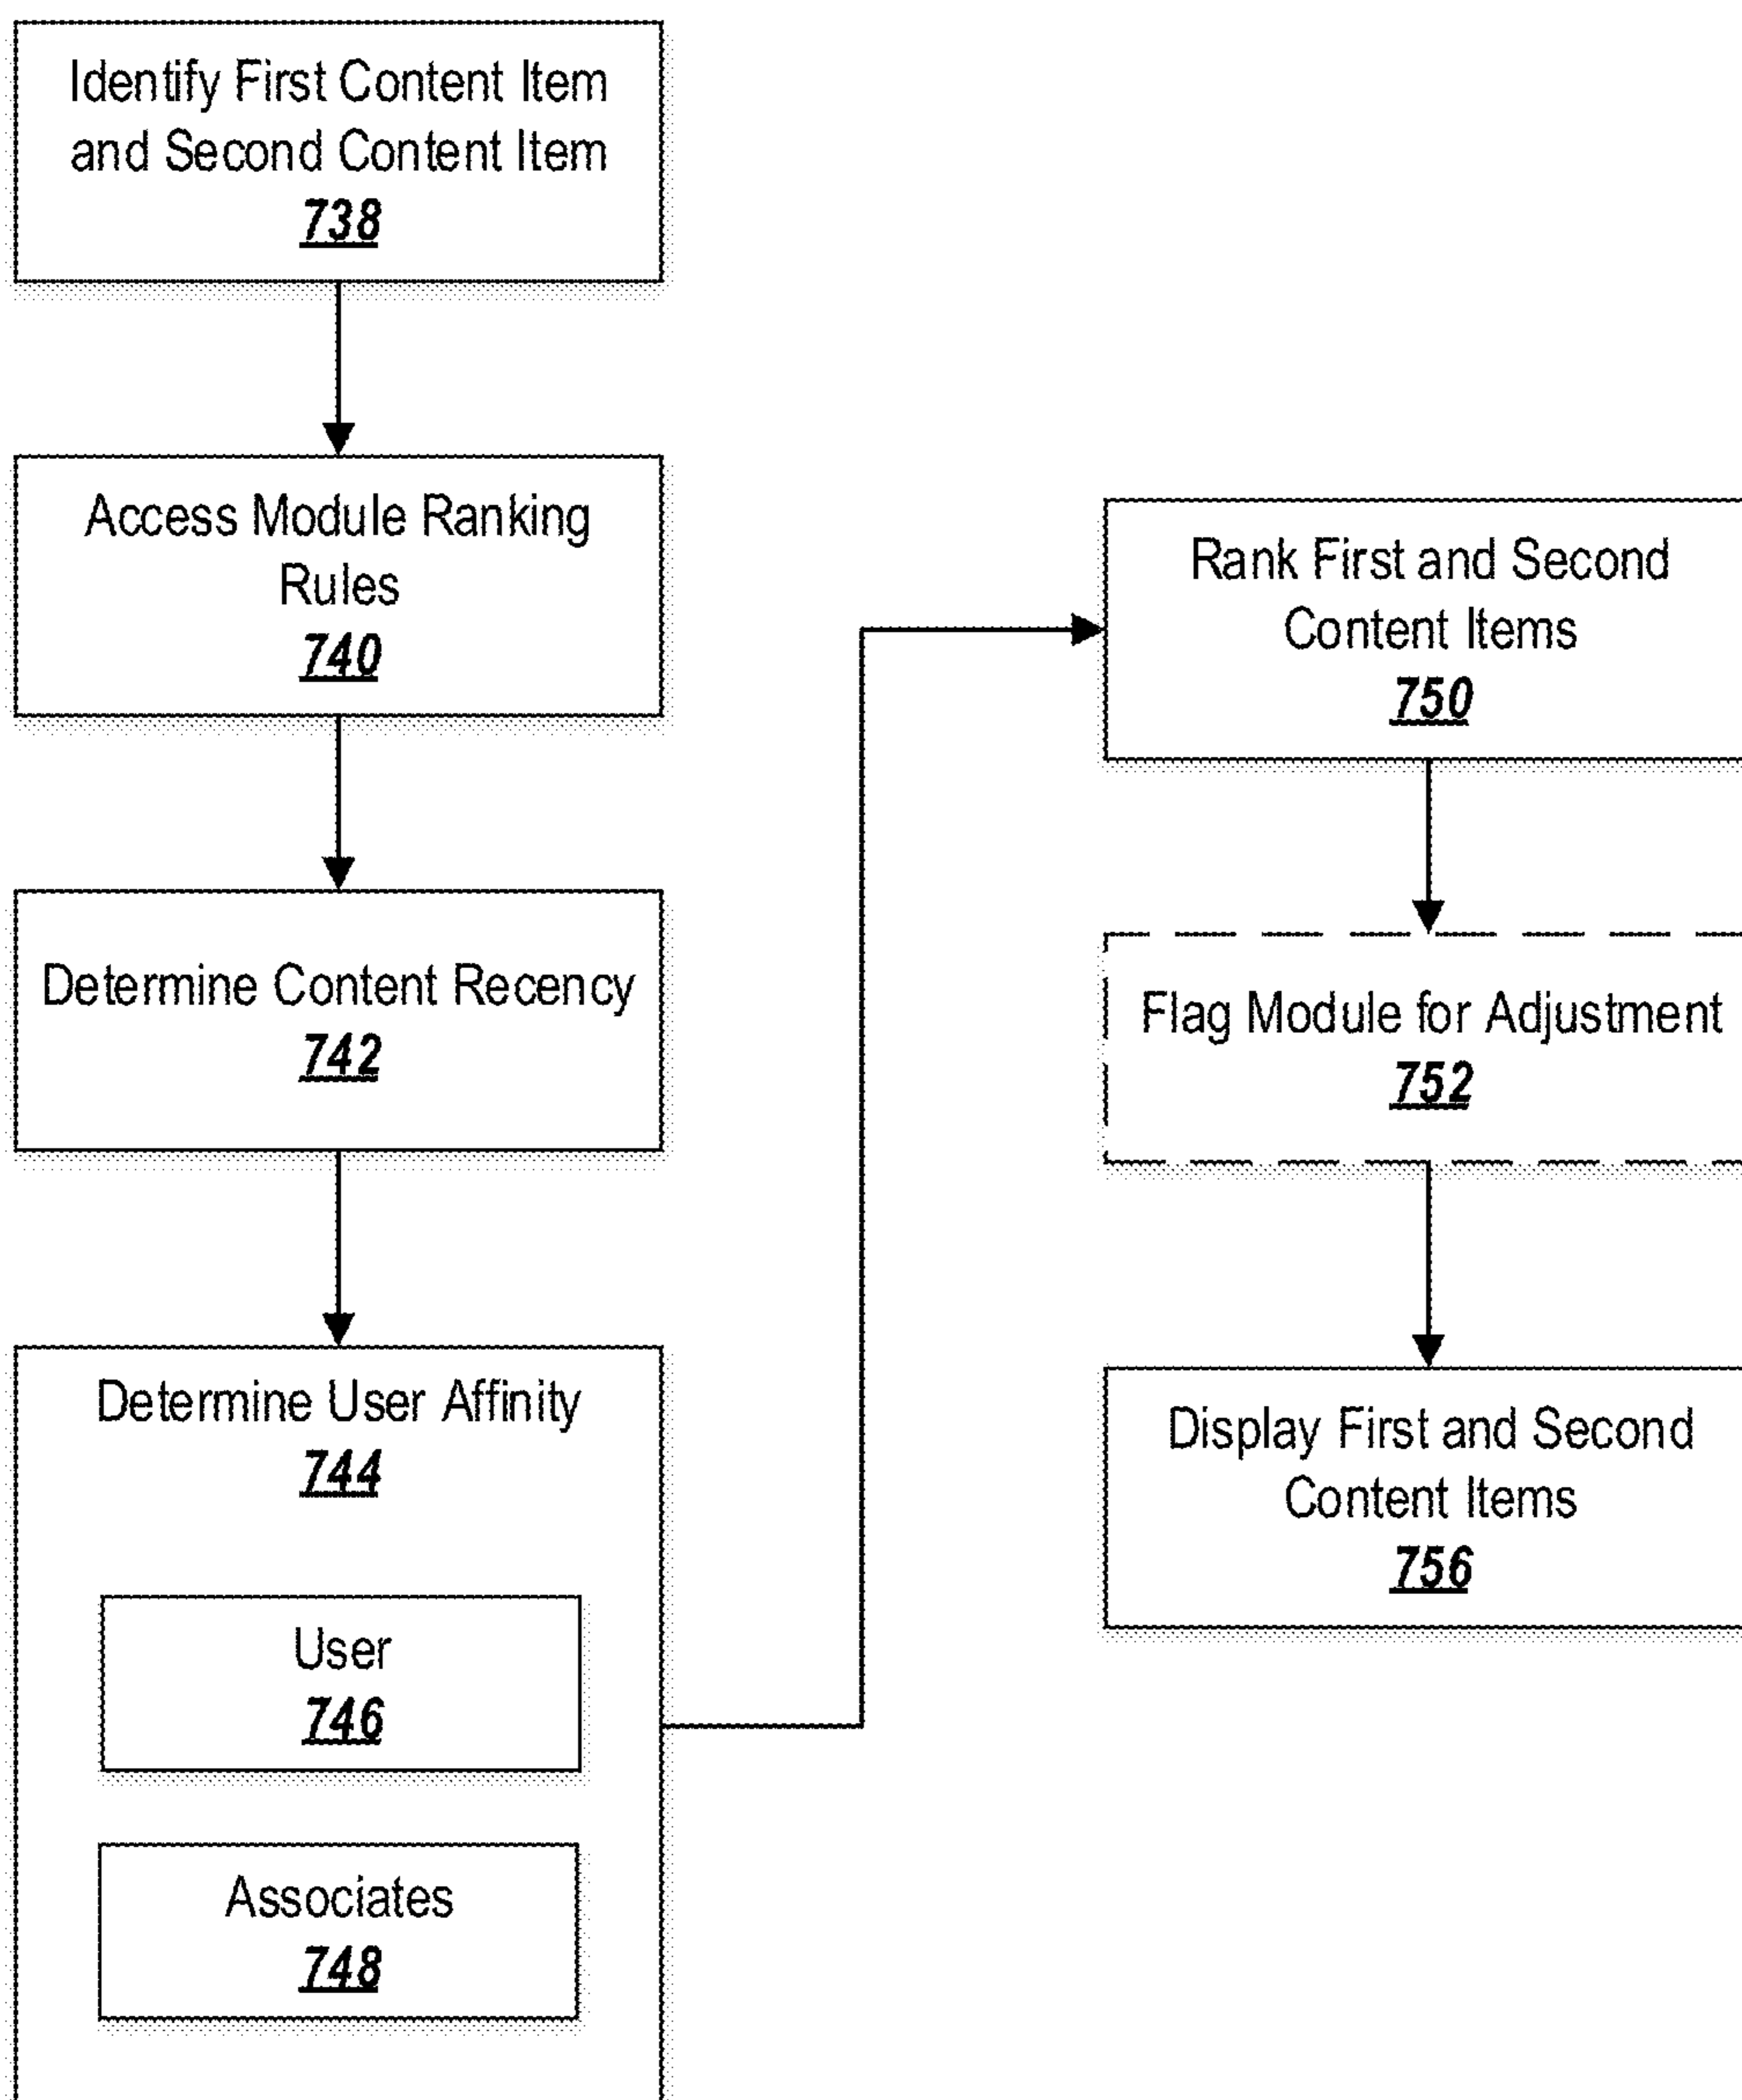 Identify First Content Item
and Second Content Item
738
Access Module Ranking
Rules
740
Determine Content Recency
742
Determine User Affinity
744
User
746
Associates
748
Rank First and Second
Content Items
750
Flag Module for Adjustment
752
Display First and Second
Content Items
756